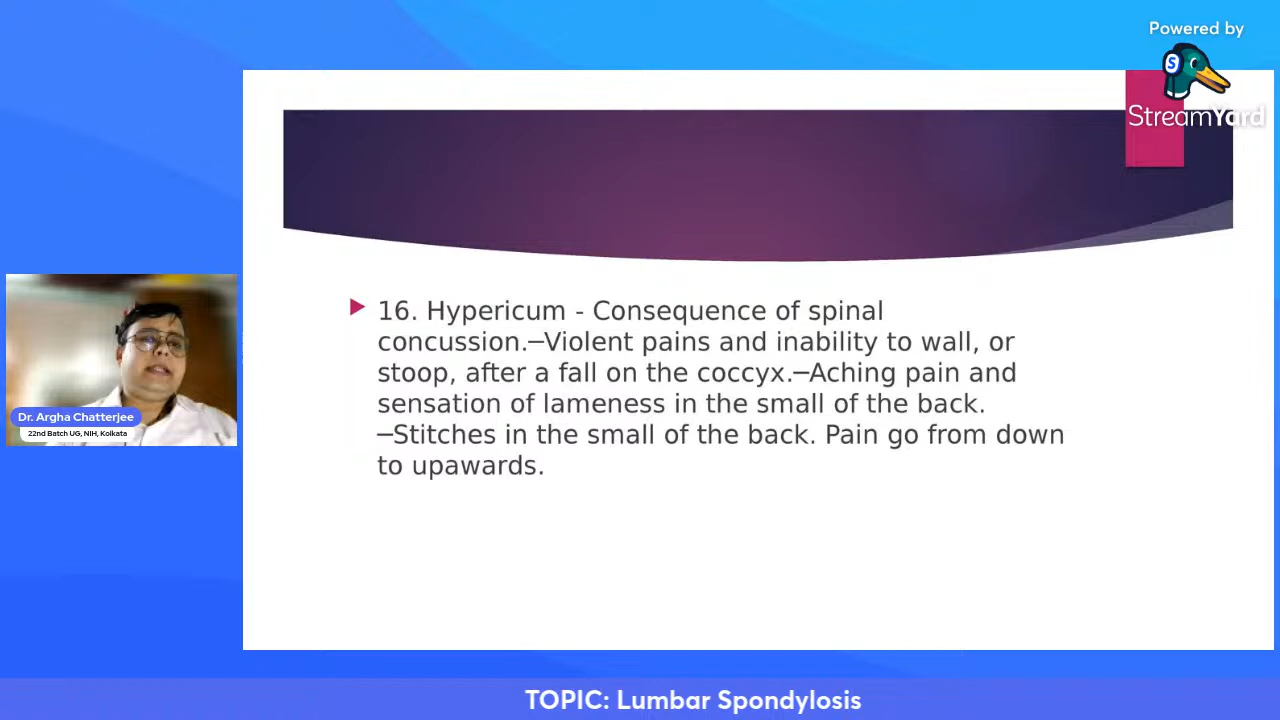 Powered by
S
StreamYard
16. Hypericum - Consequence of spinal
concussion.—Violent pains and inability to wall, or
stoop, after a fall on the coccyx.—Aching pain and
sensation of lameness in the small of the back.
—Stitches in the small of the back. Pain go from down
to upawards.
Dr. Argha Chatterjee
22nd Batch UG, NIH, Kolkata
TOPIC: Lumbar Spondylosis